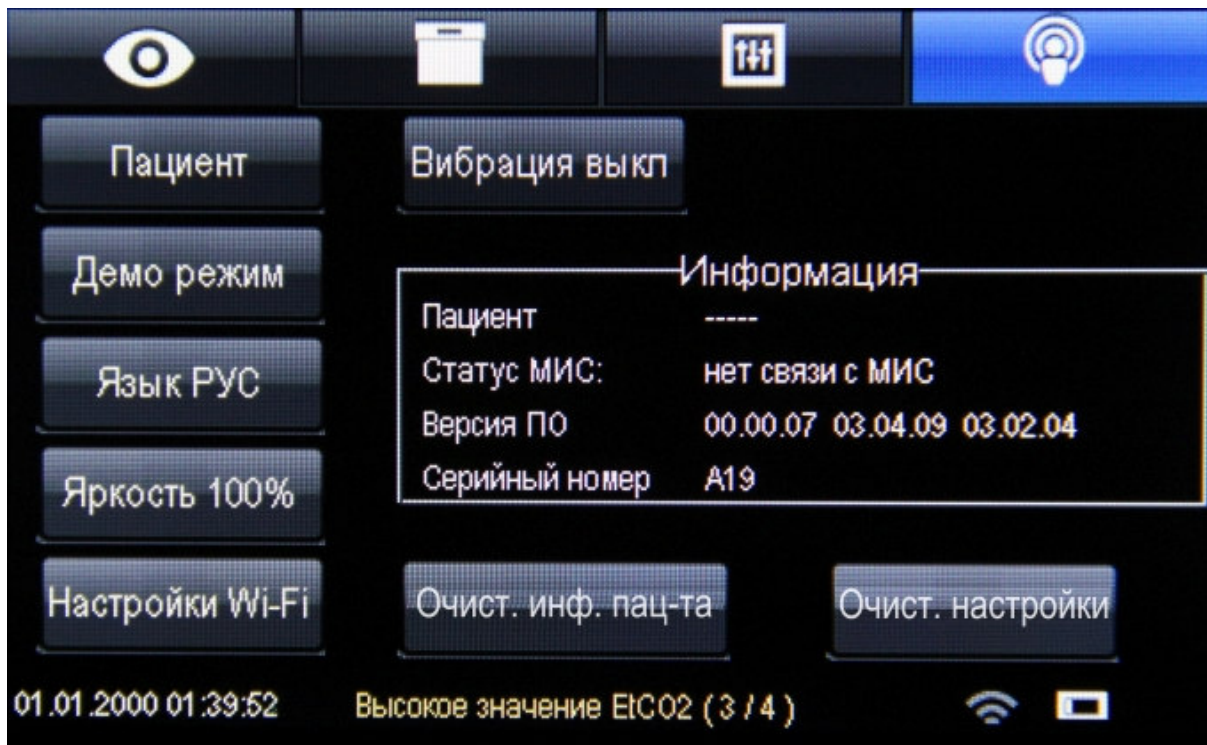 Пациент
Вибрация выкл
Демо режим
Информация
Пациент -----
Язык РУС
Статус МИС: нет связи с МИС
Версия ПО 00.00.07 03.04.09 03.02.04
Яркость 100%
Серийный номер A19
Настройки Wi-Fi
Очист. инф. пац-та
Очист. настройки
01.01.2000 01:39:52
Высокое значение EtCO2 ( 3 / 4 )